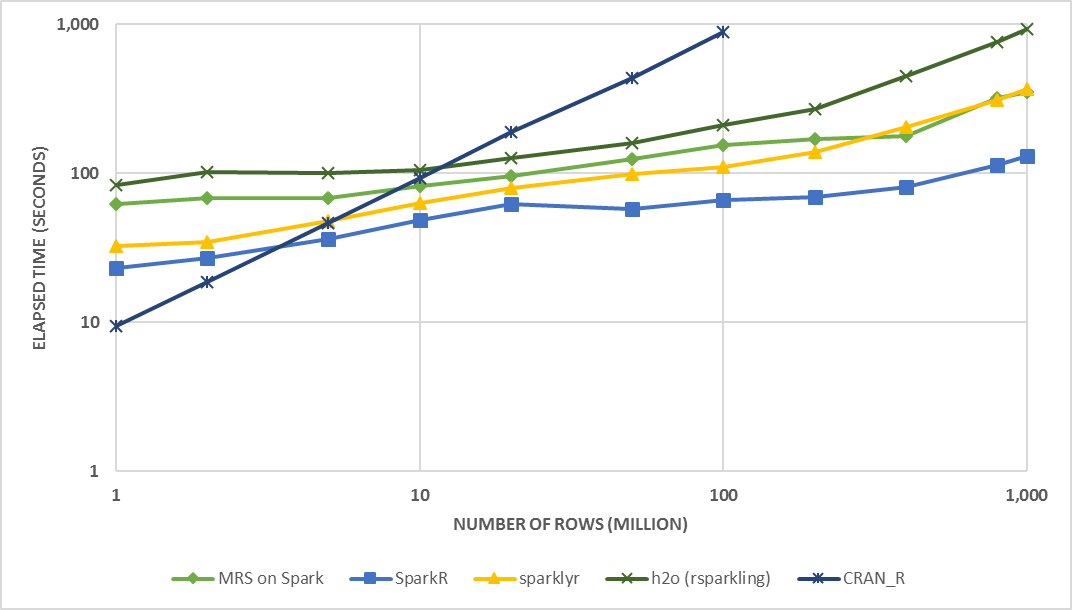 1,000
100
10
1
ELAPSED TIME (SECONDS)
1 10 100 1,000
NUMBER OF ROWS (MILLION)
MRS on Spark SparkR sparklyr h2o (rsparkling) CRAN_R